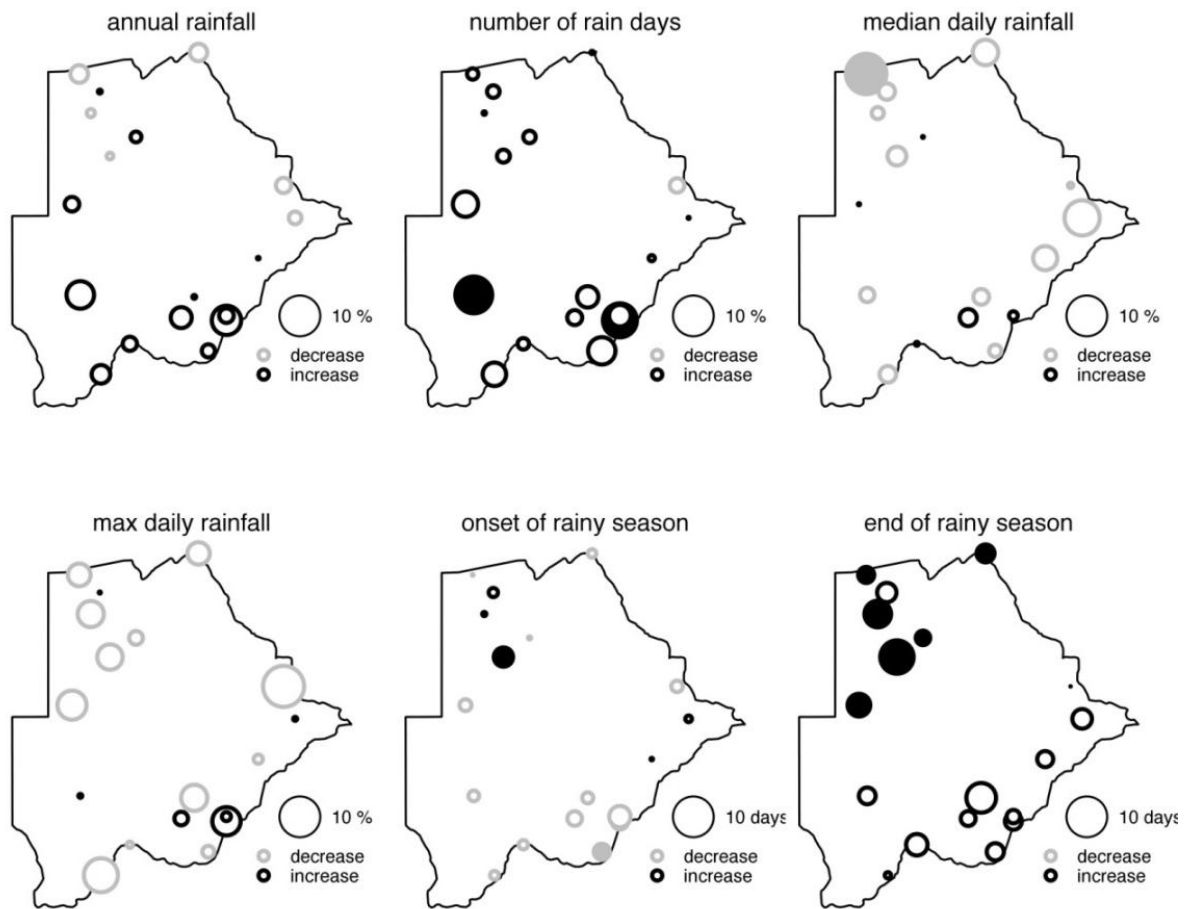 annual rainfall
number of rain days
median daily rainfall
10 %
decrease
increase
10 %
decrease
increase
10 %
decrease
increase
max daily rainfall
onset of rainy season
end of rainy season
10 %
decrease
increase
10 days
decrease
increase
10 days
decrease
increase